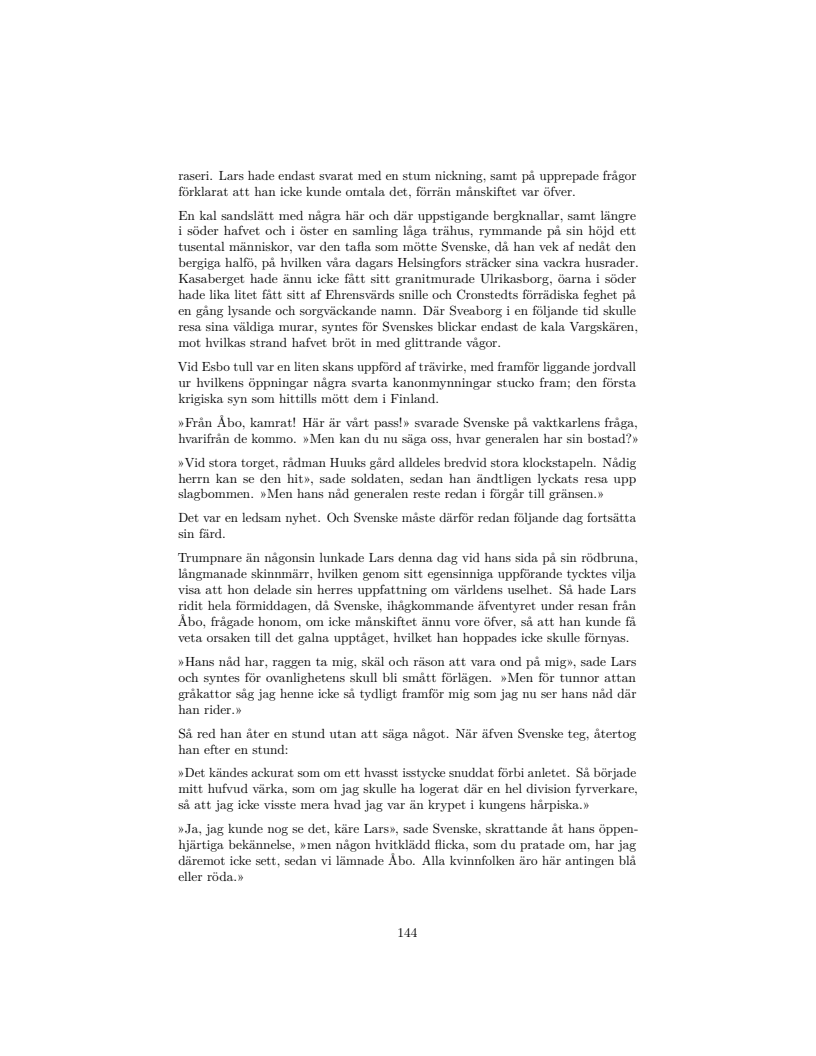 raseri. Lars hade endast svarat med en stum nickning, samt på upprepade frågor
förklarat att han icke kunde omtala det, förrän månskiftet var öfver.
En kal sandslätt med några här och där uppstigande bergknallar, samt längre
i söder hafvet och i öster en samling låga trähus, rymmande på sin höjd ett
tusental människor, var den tafla som mötte Svenske, då han vek af nedåt den
bergiga halfö, på hvilken våra dagars Helsingfors sträcker sina vackra husrader.
Kasaberget hade ännu icke fått sitt granitmurade Ulrikasborg, öarna i söder
hade lika litet fått sitt af Ehrensvärds snille och Cronstedts förrädiska feghet på
en gång lysande och sorgväckande namn. Där Sveaborg i en följande tid skulle
resa sina väldiga murar, syntes för Svenskes blickar endast de kala Vargskären,
mot hvilkas strand hafvet bröt in med glittrande vågor.
Vid Esbo tull var en liten skans uppförd af trävirke, med framför liggande jordvall
ur hvilkens öppningar några svarta kanonmynningar stucko fram; den första
krigiska syn som hittills mött dem i Finland.
»Från Åbo, kamrat! Här är vårt pass!» svarade Svenske på vaktkarlens fråga,
hvarifrån de kommo. »Men kan du nu säga oss, hvar generalen har sin bostad?»
»Vid stora torget, rådman Huuks gård alldeles bredvid stora klockstapeln. Nådig
herrn kan se den hit», sade soldaten, sedan han ändtligen lyckats resa upp
slagbommen. »Men hans nåd generalen reste redan i förgår till gränsen.»
Det var en ledsam nyhet. Och Svenske måste därför redan följande dag fortsätta
sin färd.
Trumpnare än någonsin lunkade Lars denna dag vid hans sida på sin rödbruna,
långmanade skinnmärr, hvilken genom sitt egensinniga uppförande tycktes vilja
visa att hon delade sin herres uppfattning om världens uselhet. Så hade Lars
ridit hela förmiddagen, då Svenske, ihågkommande äfventyret under resan från
Åbo, frågade honom, om icke månskiftet ännu vore öfver, så att han kunde få
veta orsaken till det galna upptåget, hvilket han hoppades icke skulle förnyas.
»Hans nåd har, raggen ta mig, skäl och räson att vara ond på mig», sade Lars
och syntes för ovanlighetens skull bli smått förlägen. »Men för tunnor attan
gråkattor såg jag henne icke så tydligt framför mig som jag nu ser hans nåd där
han rider.»
Så red han åter en stund utan att säga något. När äfven Svenske teg, återtog
han efter en stund:
»Det kändes ackurat som om ett hvasst isstycke snuddat förbi anletet. Så började
mitt hufvud värka, som om jag skulle ha logerat där en hel division fyrverkare,
så att jag icke visste mera hvad jag var än krypet i kungens hårpiska.»
»Ja, jag kunde nog se det, käre Lars», sade Svenske, skrattande åt hans öppen-
hjärtiga bekännelse, »men någon hvitklädd flicka, som du pratade om, har jag
däremot icke sett, sedan vi lämnade Åbo. Alla kvinnfolken äro här antingen blå
eller röda.»
144